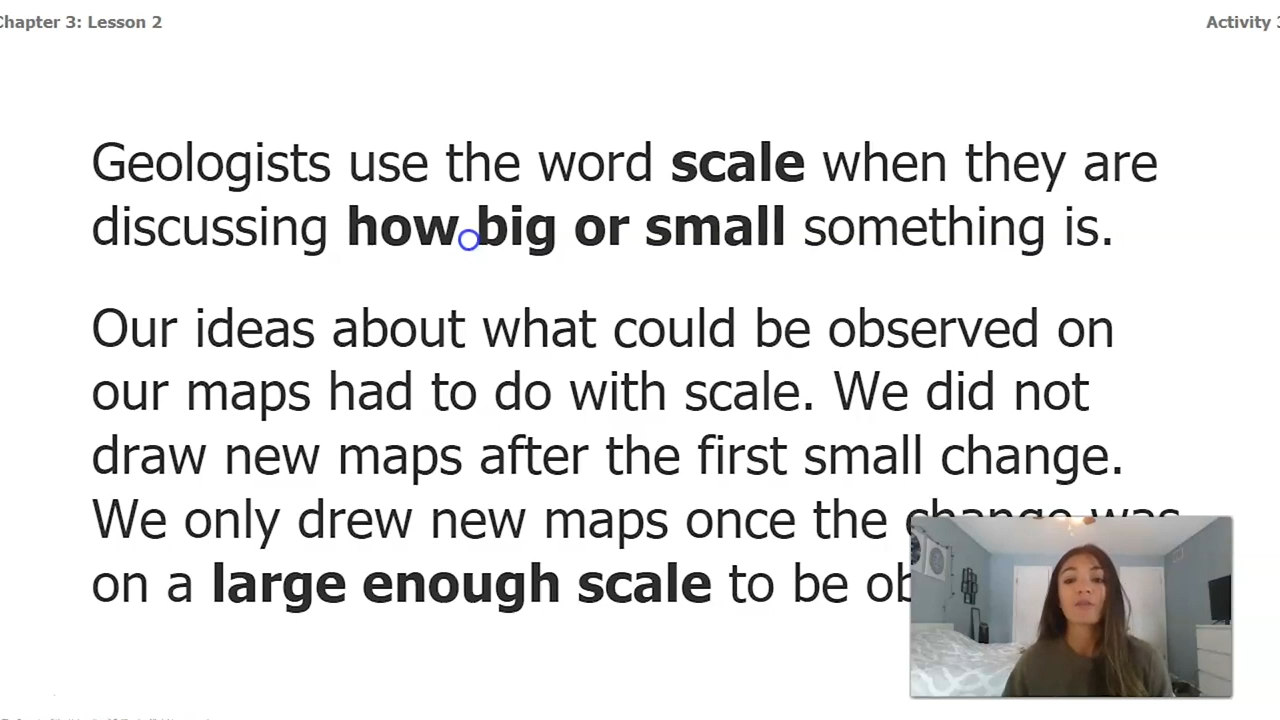 Chapter 3: Lesson 2
Activity 3
Geologists use the word scale when they are
discussing how big or small something is.
Our ideas about what could be observed on
our maps had to do with scale. We did not
draw new maps after the first small change.
We only drew new maps once the change was
on a large enough scale to be